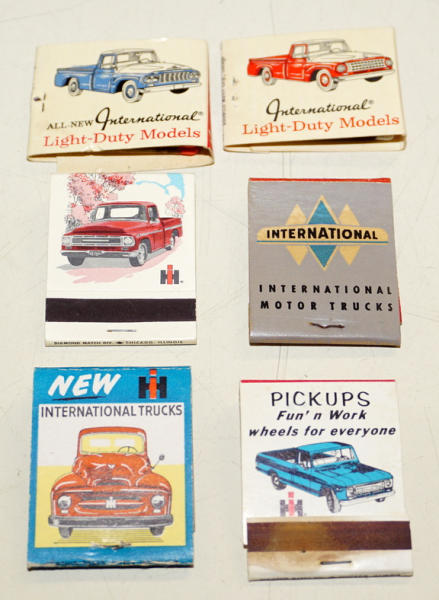 ALL-NEW International®
Light-Duty Models
International®
Light-Duty Models
IH
DIAMOND MATCH DIV. CHICAGO, ILLINOIS
INTERNATIONAL
INTERNATIONAL
MOTOR TRUCKS
NEW IH
INTERNATIONAL TRUCKS
PICKUPS
Fun' n Work
wheels for everyone
IH